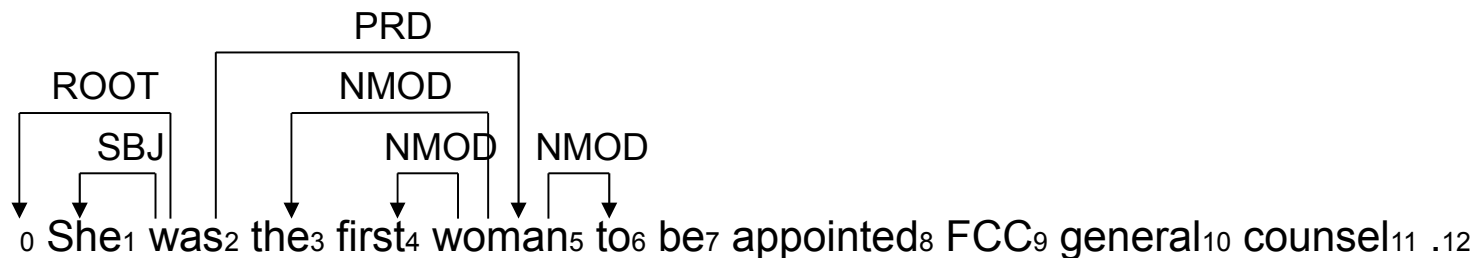 PRD
ROOT NMOD
SBJ NMOD NMOD
0 She1 was2 the3 first4 woman5 to6 be7 appointed8 FCC9 general10 counsel11 .12